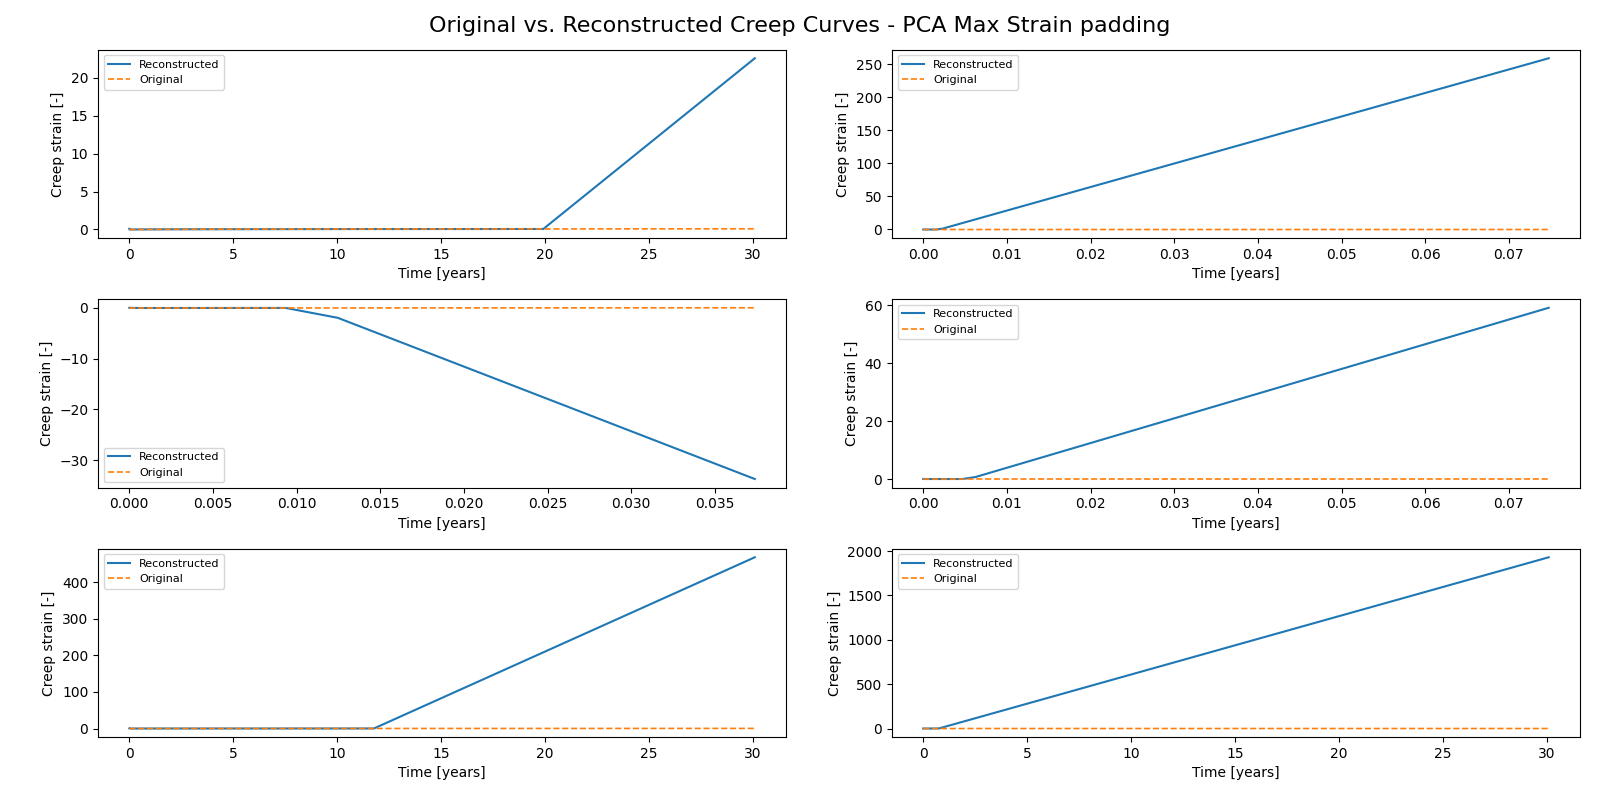 Original vs. Reconstructed Creep Curves - PCA Max Strain padding
Reconstructed
Original
Creep strain [-]
20
15
10
5
0
0 5 10 15 20 25 30
Time [years]
Reconstructed
Original
Creep strain [-]
250
200
150
100
50
0
0.00 0.01 0.02 0.03 0.04 0.05 0.06 0.07
Time [years]
Reconstructed
Original
Creep strain [-]
0
−10
−20
−30
0.000 0.005 0.010 0.015 0.020 0.025 0.030 0.035
Time [years]
Reconstructed
Original
Creep strain [-]
60
40
20
0
0.00 0.01 0.02 0.03 0.04 0.05 0.06 0.07
Time [years]
Reconstructed
Original
Creep strain [-]
400
300
200
100
0
0 5 10 15 20 25 30
Time [years]
Reconstructed
Original
Creep strain [-]
2000
1500
1000
500
0
0 5 10 15 20 25 30
Time [years]